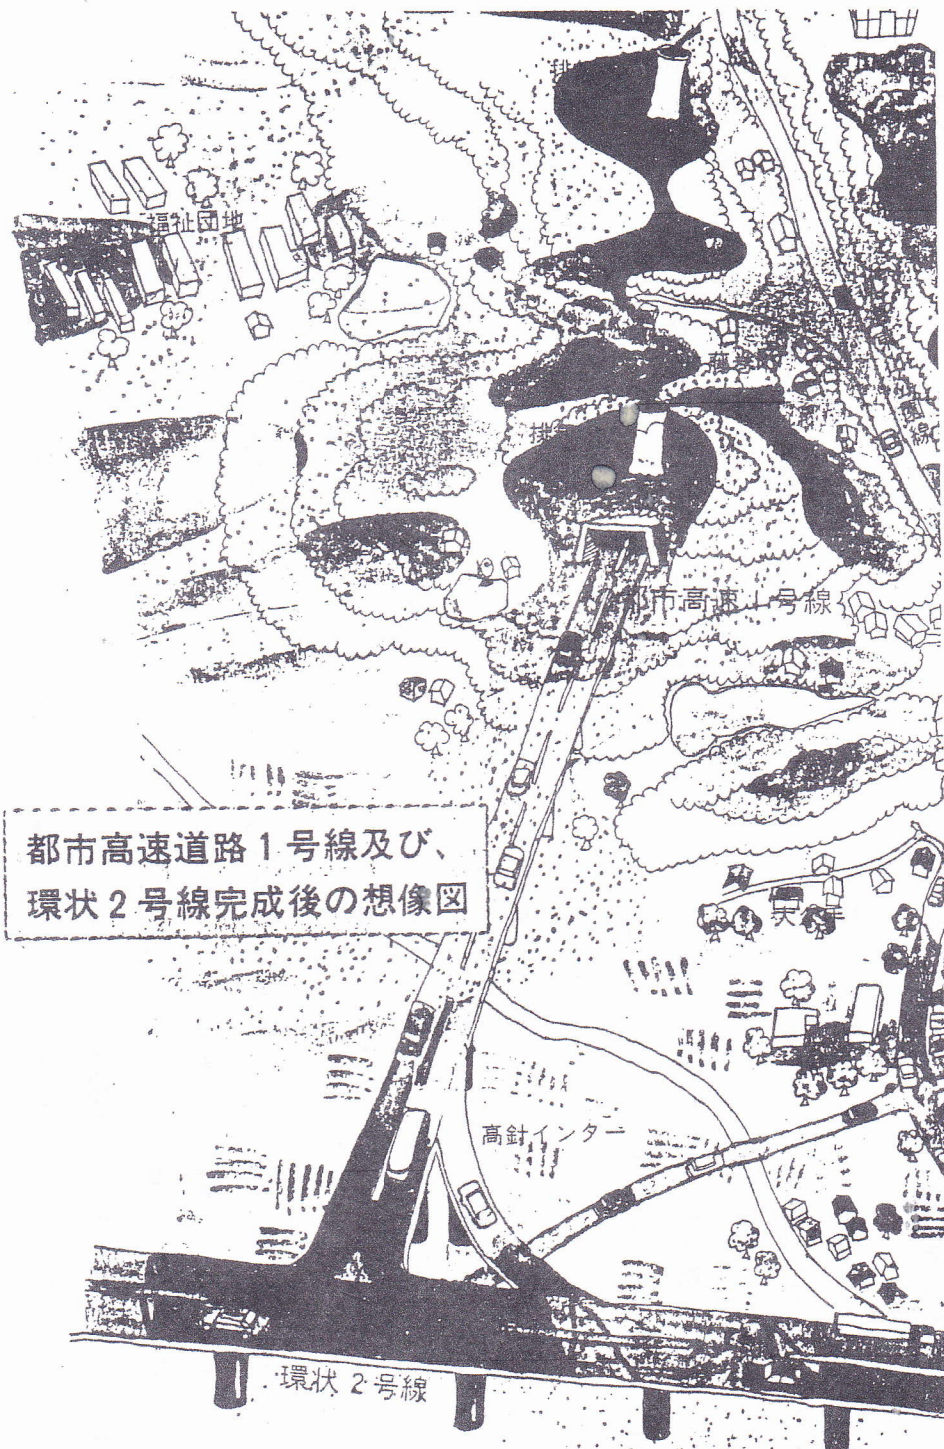 福祉団地
都市高速1号線
都市高速道路1号線及び、
環状2号線完成後の想像図
高針インター
環状2号線